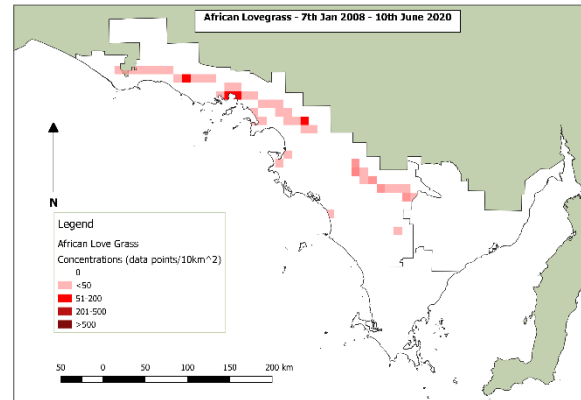 African Lovegrass - 7th Jan 2008 - 10th June 2020
N
Legend
African Love Grass
Concentrations (data points/10km^2)
0
<50
51-200
201-500
>500
50 0 50 100 150 200 km